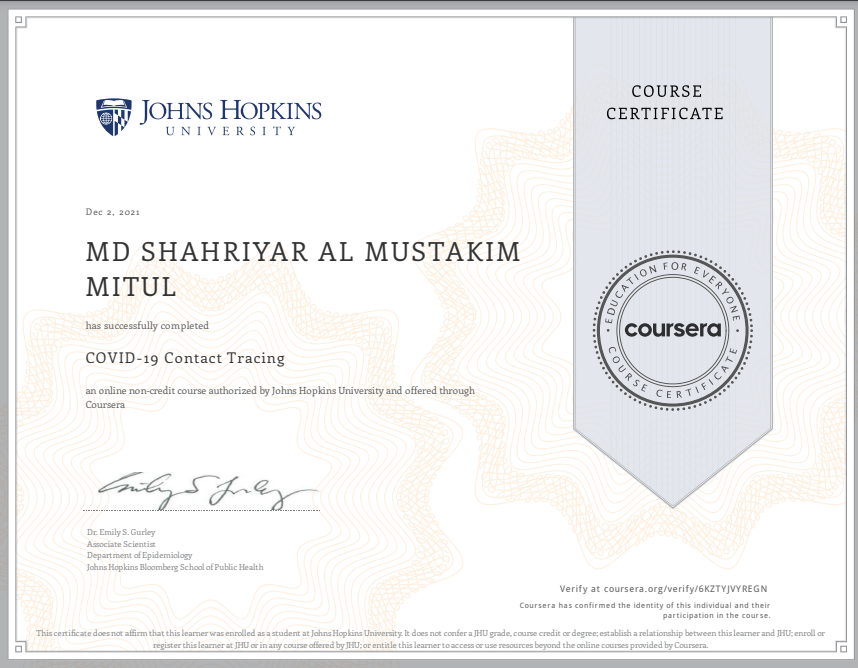 JOHNS HOPKINS
UNIVERSITY
COURSE
CERTIFICATE
Dec 2, 2021
MD SHAHRIYAR AL MUSTAKIM
MITUL
has successfully completed
COVID-19 Contact Tracing
an online non-credit course authorized by Johns Hopkins University and offered through
Coursera
EDUCATION FOR EVERYONE
coursera
COURSE CERTIFICATE
Emily S Gurley
Dr. Emily S. Gurley
Associate Scientist
Department of Epidemiology
Johns Hopkins Bloomberg School of Public Health
Verify at coursera.org/verify/6KZTYJVYREGN
Coursera has confirmed the identity of this individual and their
participation in the course.
This certificate does not affirm that this learner was enrolled as a student at Johns Hopkins University. It does not confer a JHU grade, course credit or degree; establish a relationship between this learner and JHU; enroll or
register this learner at JHU or in any course offered by JHU; or entitle this learner to access or use resources beyond the online courses provided by Coursera.